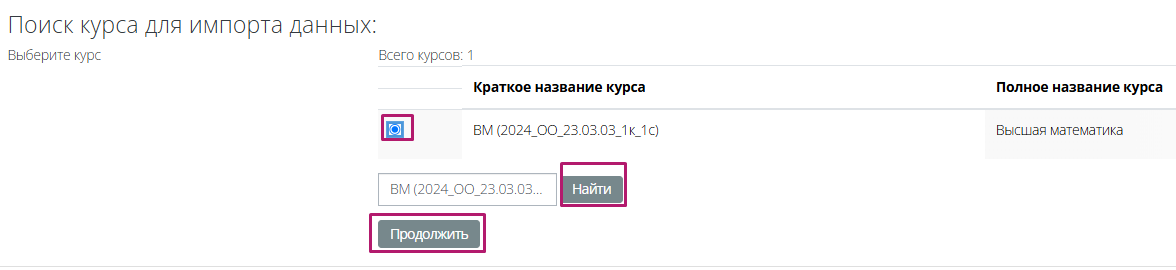 Поиск курса для импорта данных:
Выберите курс
Всего курсов: 1
Краткое название курса
Полное название курса
ВМ (2024_ОО_23.03.03_1к_1с)
Высшая математика
ВМ (2024_ОО_23.03.03...
Найти
Продолжить